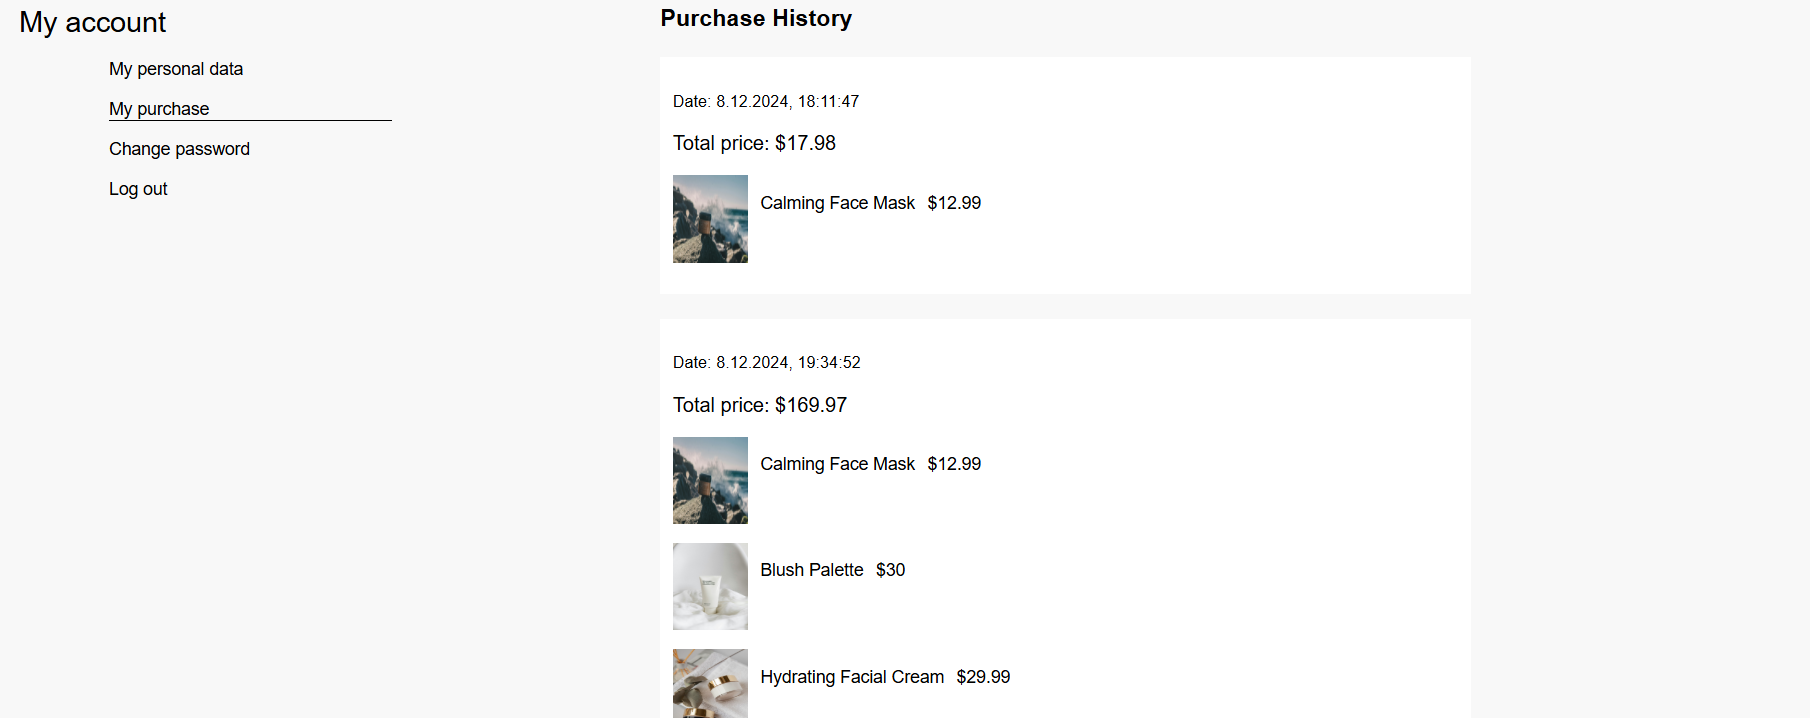 My account
My personal data
My purchase
Change password
Log out
Purchase History
Date: 8.12.2024, 18:11:47
Total price: $17.98
Calming Face Mask $12.99
Date: 8.12.2024, 19:34:52
Total price: $169.97
Calming Face Mask $12.99
Blush Palette $30
Hydrating Facial Cream $29.99